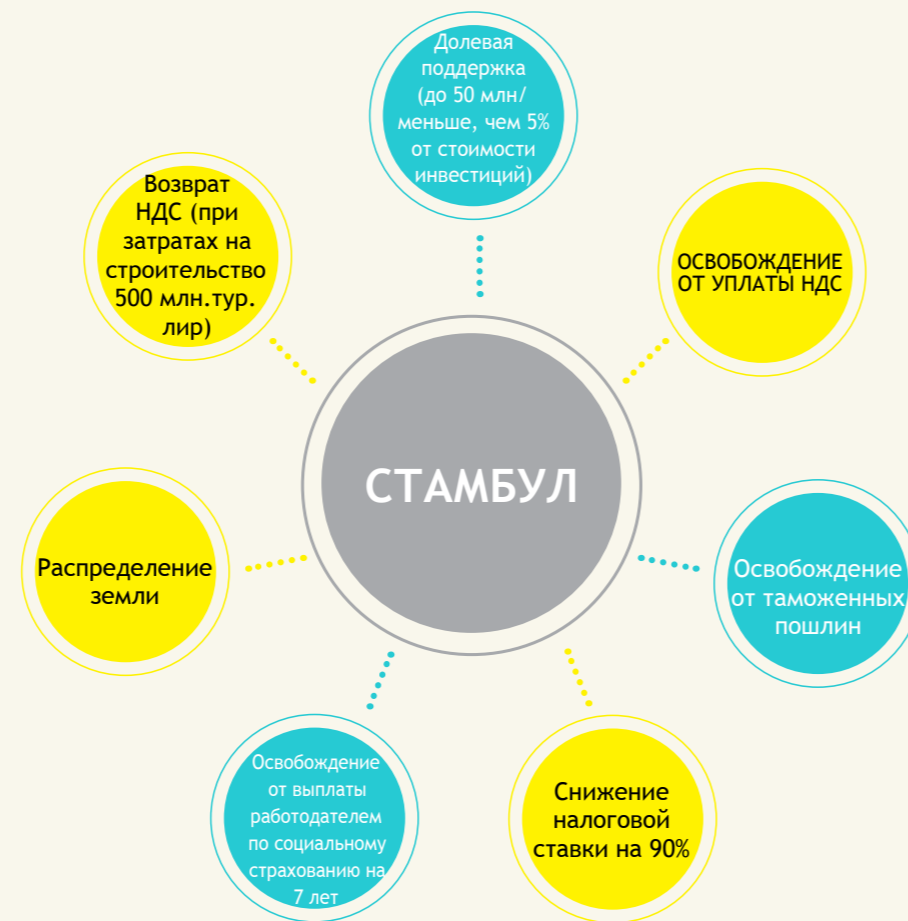 Долевая
поддержка
(до 50 млн/
меньше, чем 5%
от стоимости
инвестиций)
Возврат
НДС (при
затратах на
строительство
500 млн.тур.
лир)
ОСВОБОЖДЕНИЕ
ОТ УПЛАТЫ НДС
СТАМБУЛ
Распределение
земли
Освобождение
от таможенных
пошлин
Освобождение
от выплаты
работодателем
по социальному
страхованию на
7 лет
Снижение
налоговой
ставки на 90%